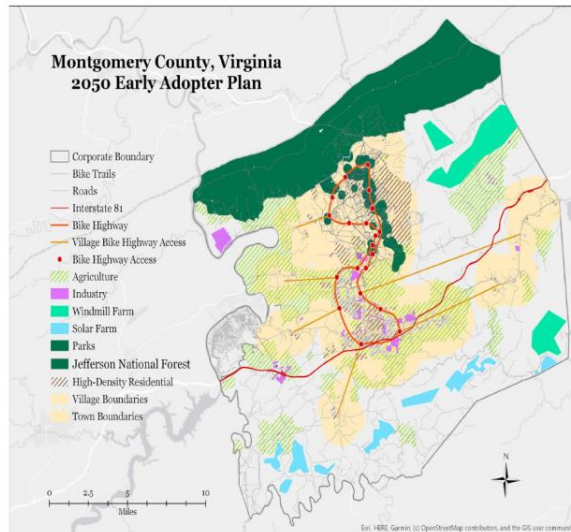 Montgomery County, Virginia
2050 Early Adopter Plan
Corporate Boundary
Bike Trails
Roads
Interstate 81
Bike Highway
Village Bike Highway Access
Bike Highway Access
Agriculture
Industry
Windmill Farm
Solar Farm
Parks
Jefferson National Forest
High-Density Residential
Village Boundaries
Town Boundaries
0 2.5 5 10
Miles
N
Esri, HERE, Garmin, (c) OpenStreetMap contributors, and the GIS user communit